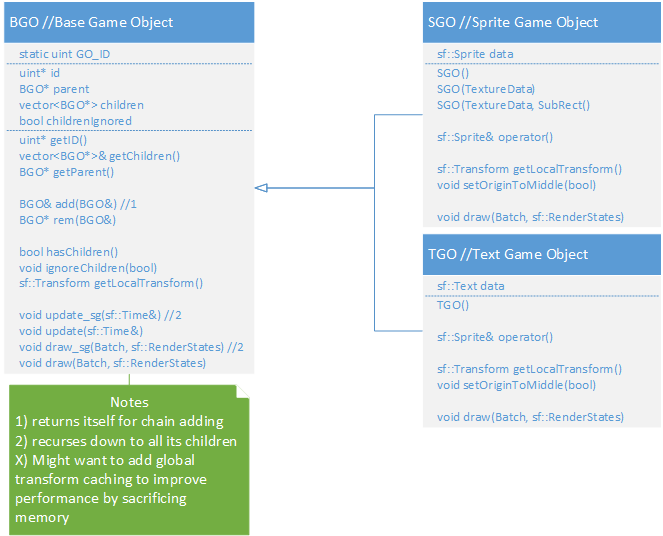 BGO //Base Game Object
static uint GO_ID
uint* id
BGO* parent
vector<BGO*> children
bool childrenIgnored
uint* getID()
vector<BGO*>& getChildren()
BGO* getParent()
BGO& add(BGO&) //1
BGO* rem(BGO&)
bool hasChildren()
void ignoreChildren(bool)
sf::Transform getLocalTransform()
void update_sg(sf::Time&) //2
void update(sf::Time&)
void draw_sg(Batch, sf::RenderStates) //2
void draw(Batch, sf::RenderStates)
Notes
1) returns itself for chain adding
2) recurses down to all its children
X) Might want to add global
transform caching to improve
performance by sacrificing
memory
SGO //Sprite Game Object
sf::Sprite data
SGO()
SGO(TextureData)
SGO(TextureData, SubRect()
sf::Sprite& operator()
sf::Transform getLocalTransform()
void setOriginToMiddle(bool)
void draw(Batch, sf::RenderStates)
TGO //Text Game Object
sf::Text data
TGO()
sf::Sprite& operator()
sf::Transform getLocalTransform()
void setOriginToMiddle(bool)
void draw(Batch, sf::RenderStates)